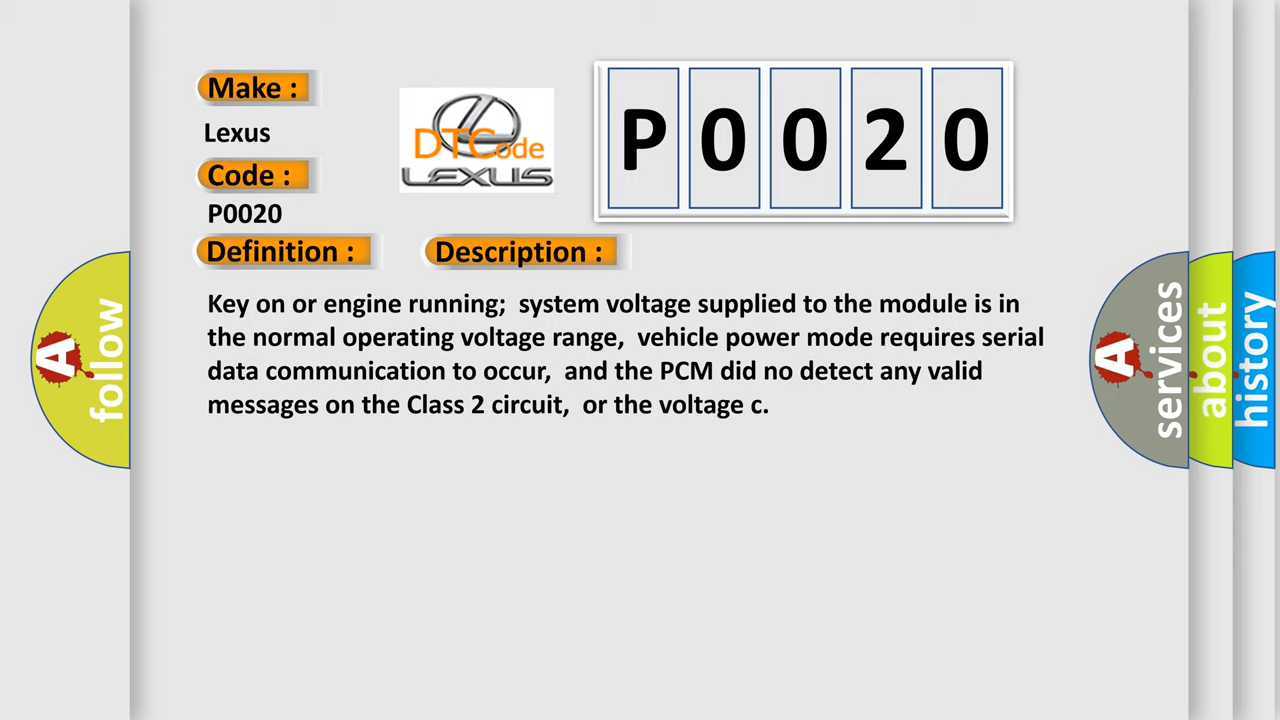 Make :
Lexus
Code :
P0020
Definition :
Description :
DTCode
LEXUS
P 0 0 2 0
Key on or engine running;  system voltage supplied to the module is in
the normal operating voltage range,  vehicle power mode requires serial
data communication to occur,  and the PCM did no detect any valid
messages on the Class 2 circuit,  or the voltage c.
A
follow
A
services
about
history